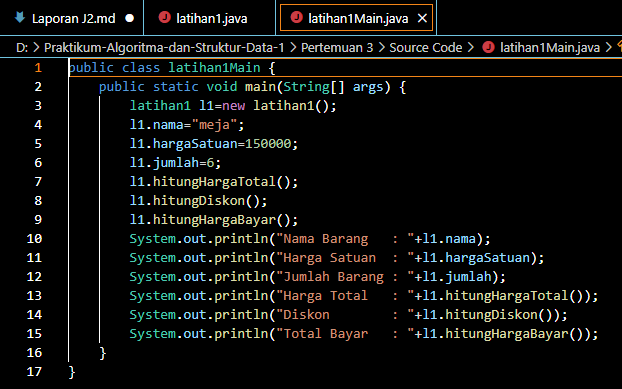 Laporan J2.md latihan1.java latihan1Main.java
D: > Praktikum-Algoritma-dan-Struktur-Data-1 > Pertemuan 3 > Source Code > latihan1Main.java >
1 public class latihan1Main {
2     public static void main(String[] args) {
3         latihan1 l1=new latihan1();
4         l1.nama="meja";
5         l1.hargaSatuan=150000;
6         l1.jumlah=6;
7         l1.hitungHargaTotal();
8         l1.hitungDiskon();
9         l1.hitungHargaBayar();
10         System.out.println("Nama Barang   : "+l1.nama);
11         System.out.println("Harga Satuan  : "+l1.hargaSatuan);
12         System.out.println("Jumlah Barang : "+l1.jumlah);
13         System.out.println("Harga Total   : "+l1.hitungHargaTotal());
14         System.out.println("Diskon        : "+l1.hitungDiskon());
15         System.out.println("Total Bayar   : "+l1.hitungHargaBayar());
16     }
17 }